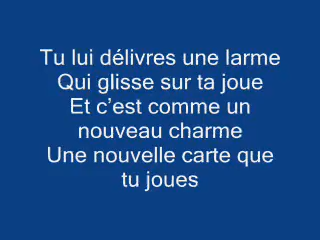 Tu lui délivres une larme
Qui glisse sur ta joue
Et c’est comme un
nouveau charme
Une nouvelle carte que
tu joues